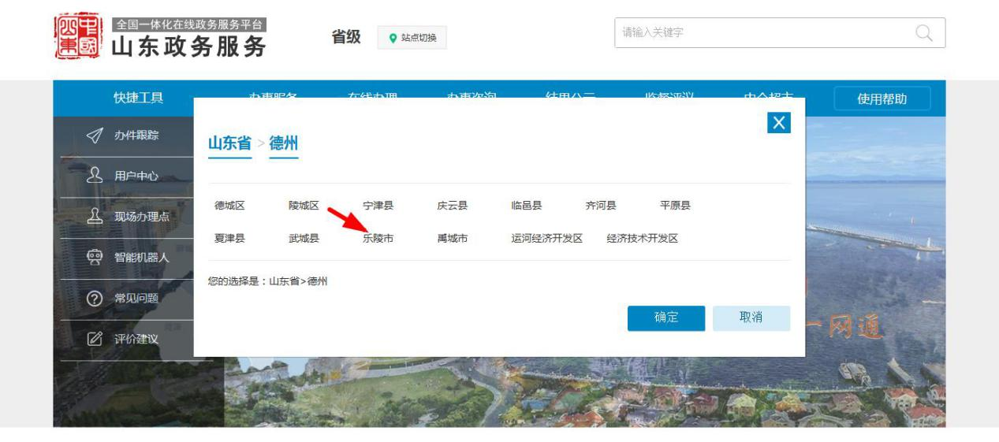 全国一体化在线政务服务平台
山东政务服务
省级
站点切换
请输入关键字
快捷工具
使用帮助
办件跟踪
用户中心
现场办理点
智能机器人
常见问题
评价建议
X
山东省 > 德州
德城区 陵城区 宁津县 庆云县 临邑县 齐河县 平原县
夏津县 武城县 乐陵市 禹城市 运河经济开发区 经济技术开发区
您的选择是：山东省>德州
确定 取消
一网通